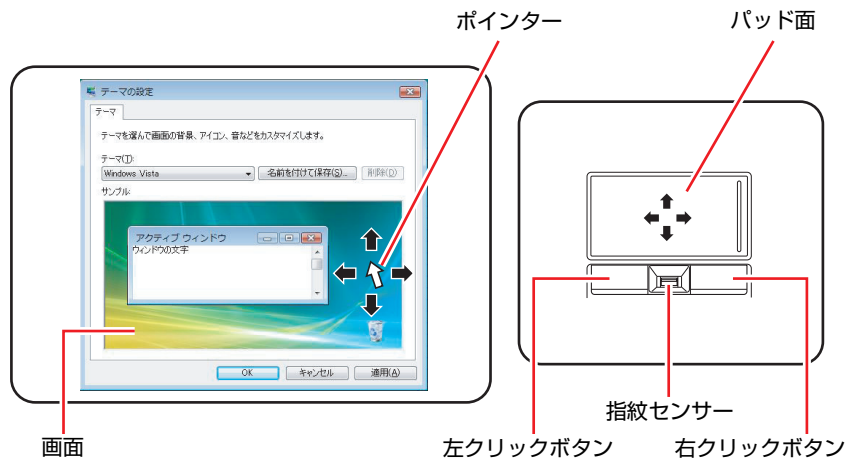 ポインター
パッド面
テーマの設定
テーマ
テーマを選んで画面の背景、アイコン、音などをカスタマイズします。
テーマ(T):
Windows Vista
名前を付けて保存(S)...
削除(D)
サンプル:
アクティブ ウィンドウ
ウィンドウの文字
OK
キャンセル
適用(A)
指紋センサー
画面
左クリックボタン
右クリックボタン